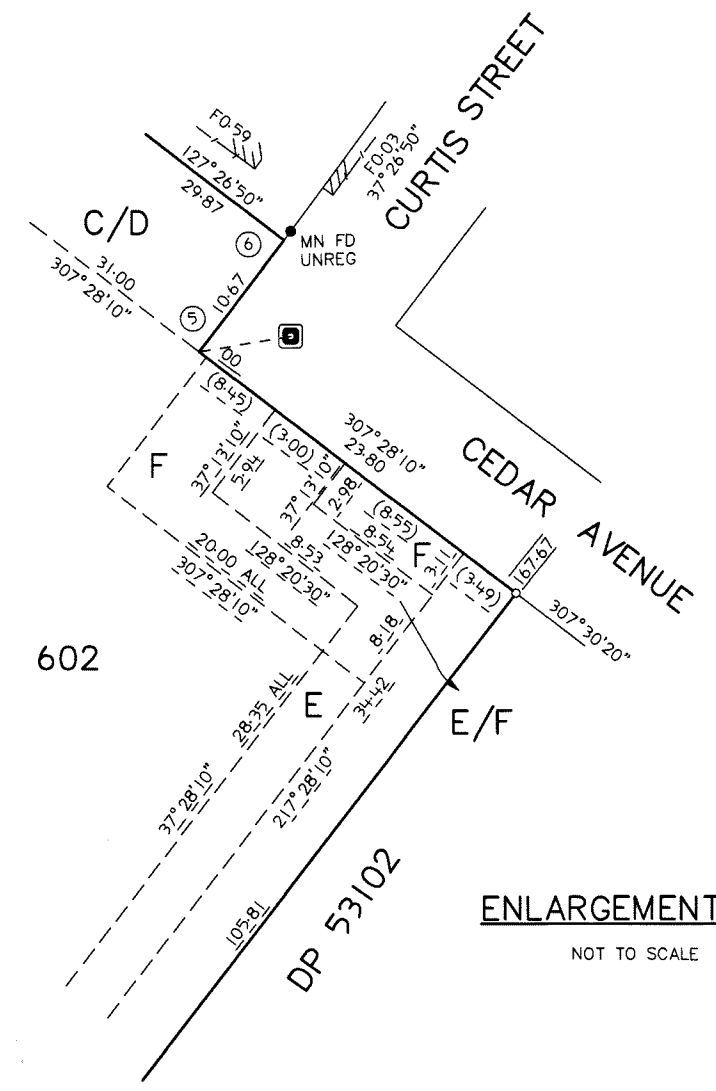 CURTIS STREET
F0·59
127°26'50"
29·87
F0·03
37°26'50"
C/D
6
MN FD
UNREG
31·00
307°28'10"
10·67
5
00
(8·45)
307°28'10"
23·80
CEDAR AVENUE
(3·00)
37°13'10"
5·94
37°13'10"
2·98
(8·55)
8·54
128°20'30"
F
F
3·11
(3·49)
167·67
307°30'20"
8·53
128°20'30"
20·00 ALL
307°28'10"
8·18
602
E
34·42
E/F
28·35 ALL
37°28'10"
217°28'10"
105·81
DP 53102
ENLARGEMENT
NOT TO SCALE